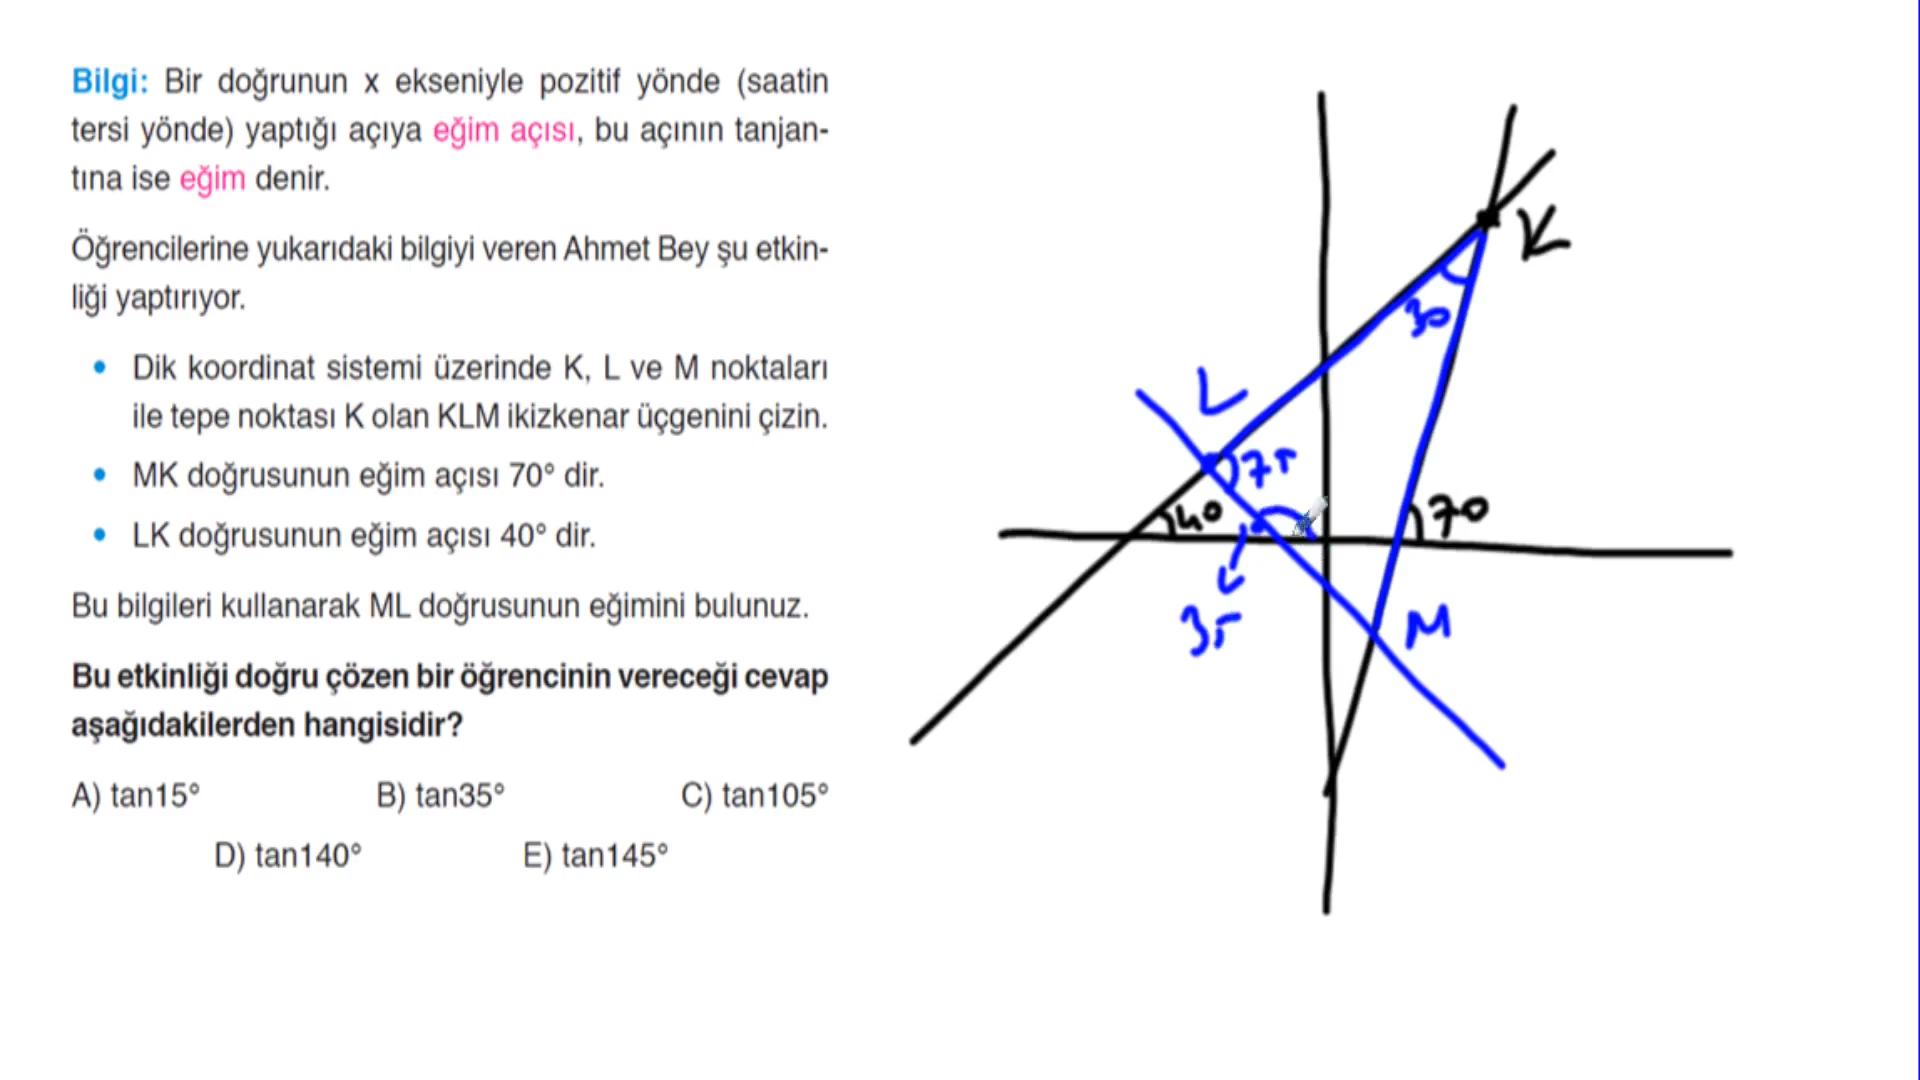 Bilgi: Bir doğrunun x ekseniyle pozitif yönde (saatin
tersi yönde) yaptığı açıya eğim açısı, bu açının tanjan-
tına ise eğim denir.
Öğrencilerine yukarıdaki bilgiyi veren Ahmet Bey şu etkin-
liği yaptırıyor.
• Dik koordinat sistemi üzerinde K, L ve M noktaları
ile tepe noktası K olan KLM ikizkenar üçgenini çizin.
• MK doğrusunun eğim açısı 70° dir.
• LK doğrusunun eğim açısı 40° dir.
Bu bilgileri kullanarak ML doğrusunun eğimini bulunuz.
Bu etkinliği doğru çözen bir öğrencinin vereceği cevap
aşağıdakilerden hangisidir?
A) tan15° B) tan35° C) tan105°
D) tan140° E) tan145°
K
30
L
75
40
70
35
M